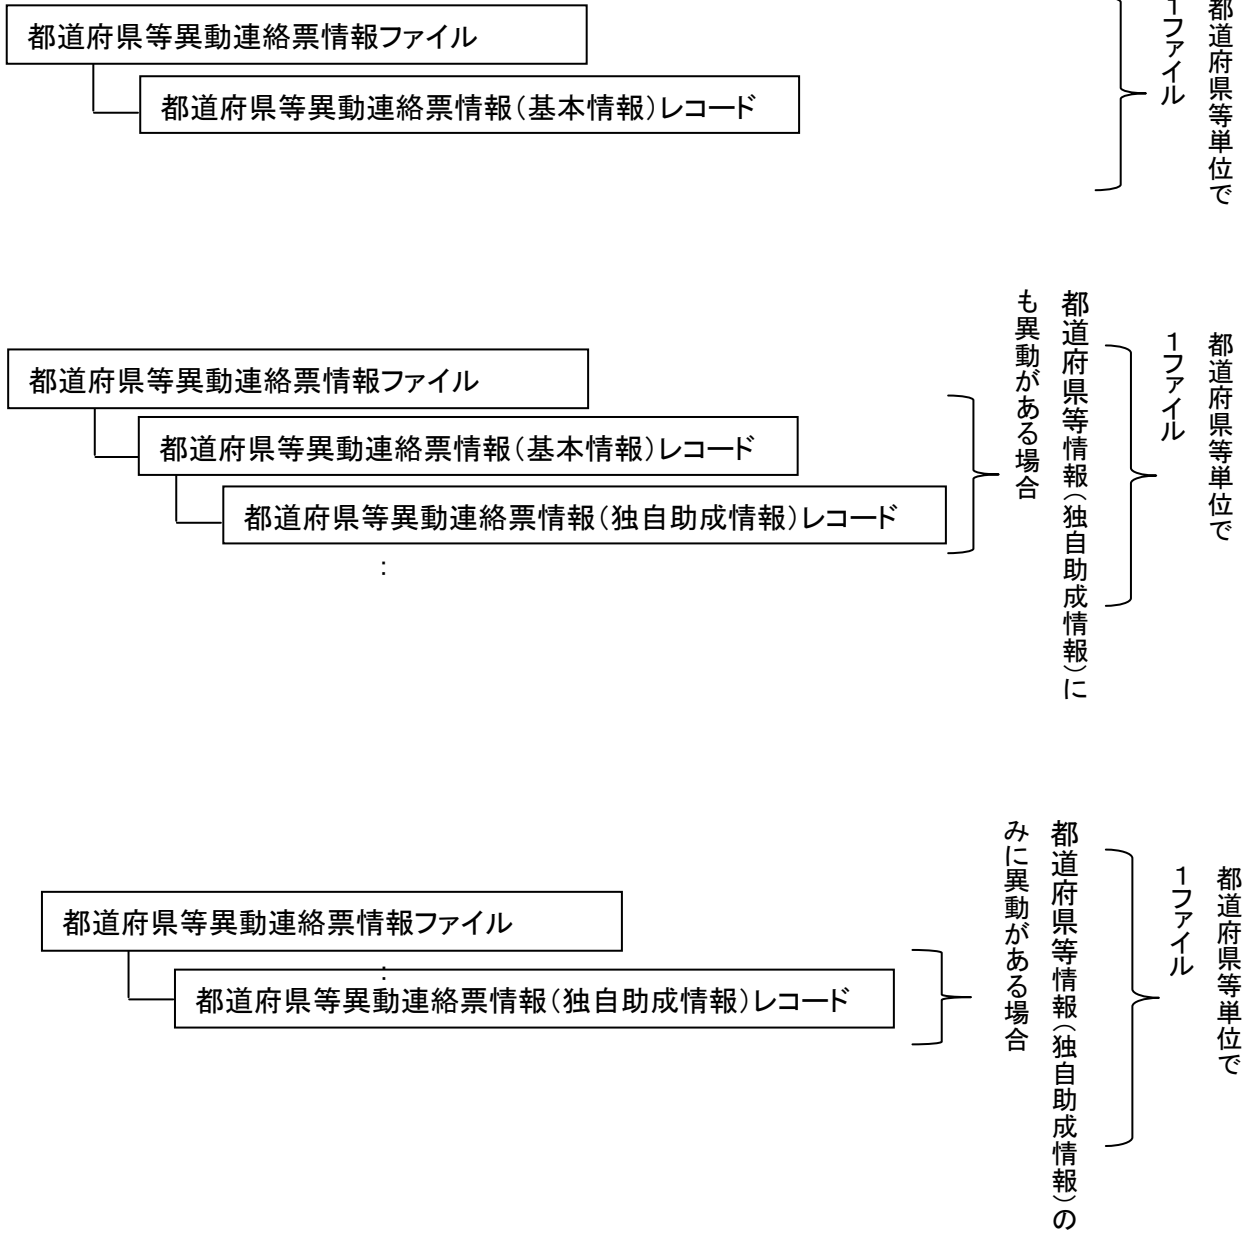 都道府県等異動連絡票情報ファイル
都道府県等異動連絡票情報（基本情報）レコード
都道府県等単位で
１ファイル
都道府県等異動連絡票情報ファイル
都道府県等異動連絡票情報（基本情報）レコード
都道府県等異動連絡票情報（独自助成情報）レコード
：
都道府県等情報（独自助成情報）に
も異動がある場合
都道府県等単位で
１ファイル
都道府県等異動連絡票情報ファイル
：
都道府県等異動連絡票情報（独自助成情報）レコード
都道府県等情報（独自助成情報）の
みに異動がある場合
都道府県等単位で
１ファイル